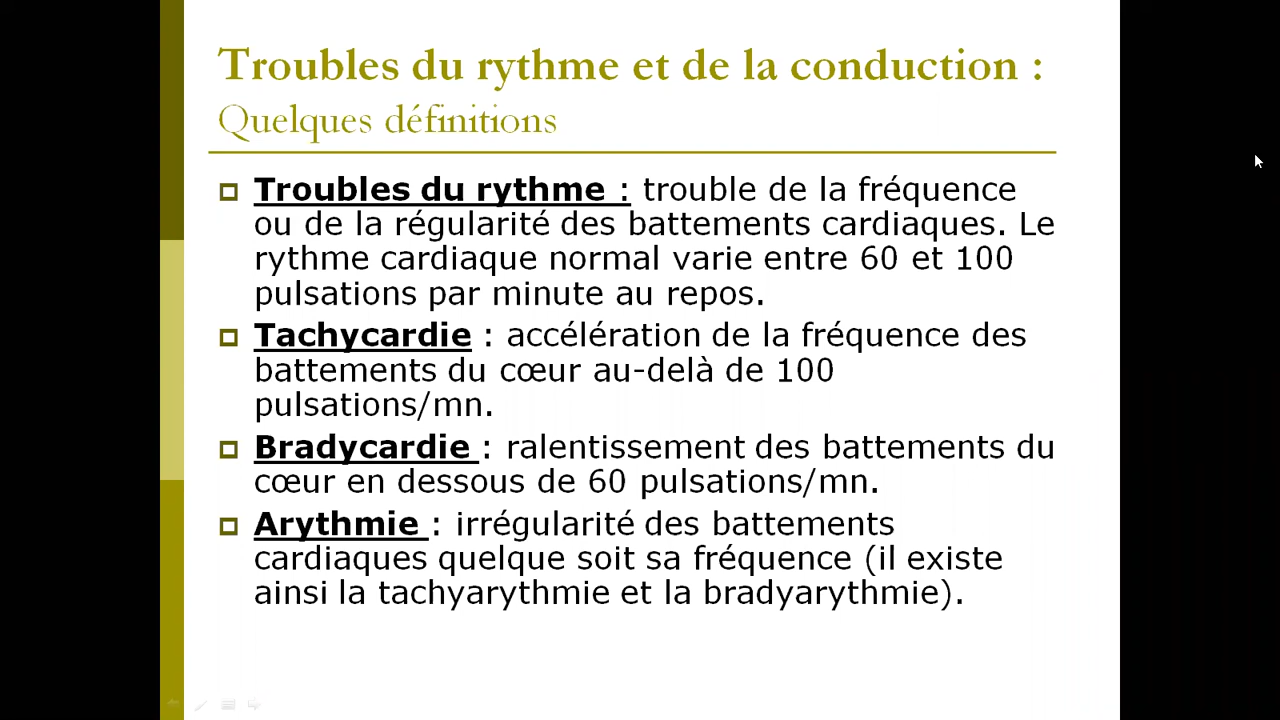 Troubles du rythme et de la conduction :
Quelques définitions
Troubles du rythme : trouble de la fréquence
ou de la régularité des battements cardiaques. Le
rythme cardiaque normal varie entre 60 et 100
pulsations par minute au repos.
Tachycardie : accélération de la fréquence des
battements du cœur au-delà de 100
pulsations/mn.
Bradycardie : ralentissement des battements du
cœur en dessous de 60 pulsations/mn.
Arythmie : irrégularité des battements
cardiaques quelque soit sa fréquence (il existe
ainsi la tachyarythmie et la bradyarythmie).